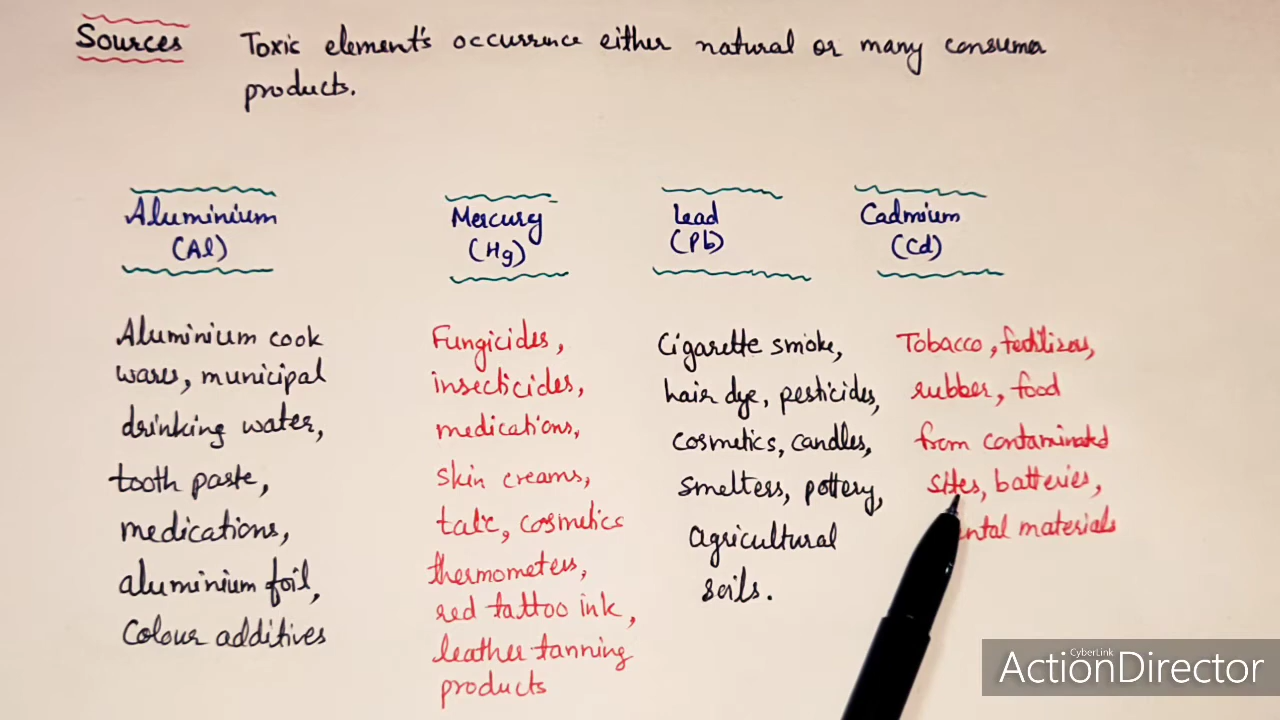 Sources Toxic element's occurrence either natural or many consumer
products.
Aluminium
(Al)
Aluminium cook
wares, municipal
drinking water,
tooth paste,
medications,
aluminium foil,
Colour additives
Mercury
(Hg)
Fungicides,
insecticides,
medications,
skin creams,
talc, cosmetics
thermometers,
red tattoo ink,
leather tanning
products
Lead
(Pb)
Cigarette smoke,
hair dye, pesticides,
cosmetics, candles,
smelters, pottery,
agricultural
soils.
Cadmium
(Cd)
Tobacco, fertilizers,
rubber, food
from contaminated
sites, batteries,
materials
CyberLink
ActionDirector